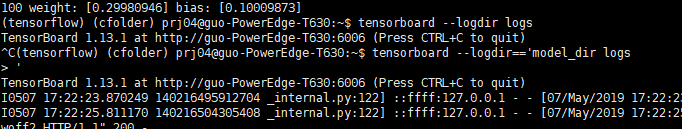 100 weight: [0.29980946] bias: [0.10009873]
(tensorflow) (cfolder) prj04@guo-PowerEdge-T630:~$ tensorboard --logdir logs
TensorBoard 1.13.1 at http://guo-PowerEdge-T630:6006 (Press CTRL+C to quit)
^C(tensorflow) (cfolder) prj04@guo-PowerEdge-T630:~$ tensorboard --logdir=='model_dir logs
> '
TensorBoard 1.13.1 at http://guo-PowerEdge-T630:6006 (Press CTRL+C to quit)
I0507 17:22:23.870249 140216495912704 _internal.py:122] ::ffff:127.0.0.1 - - [07/May/2019 17:22:23
I0507 17:22:25.811170 140216504305408 _internal.py:122] ::ffff:127.0.0.1 - - [07/May/2019 17:22:2
woff2 HTTP/1.1" 200 -